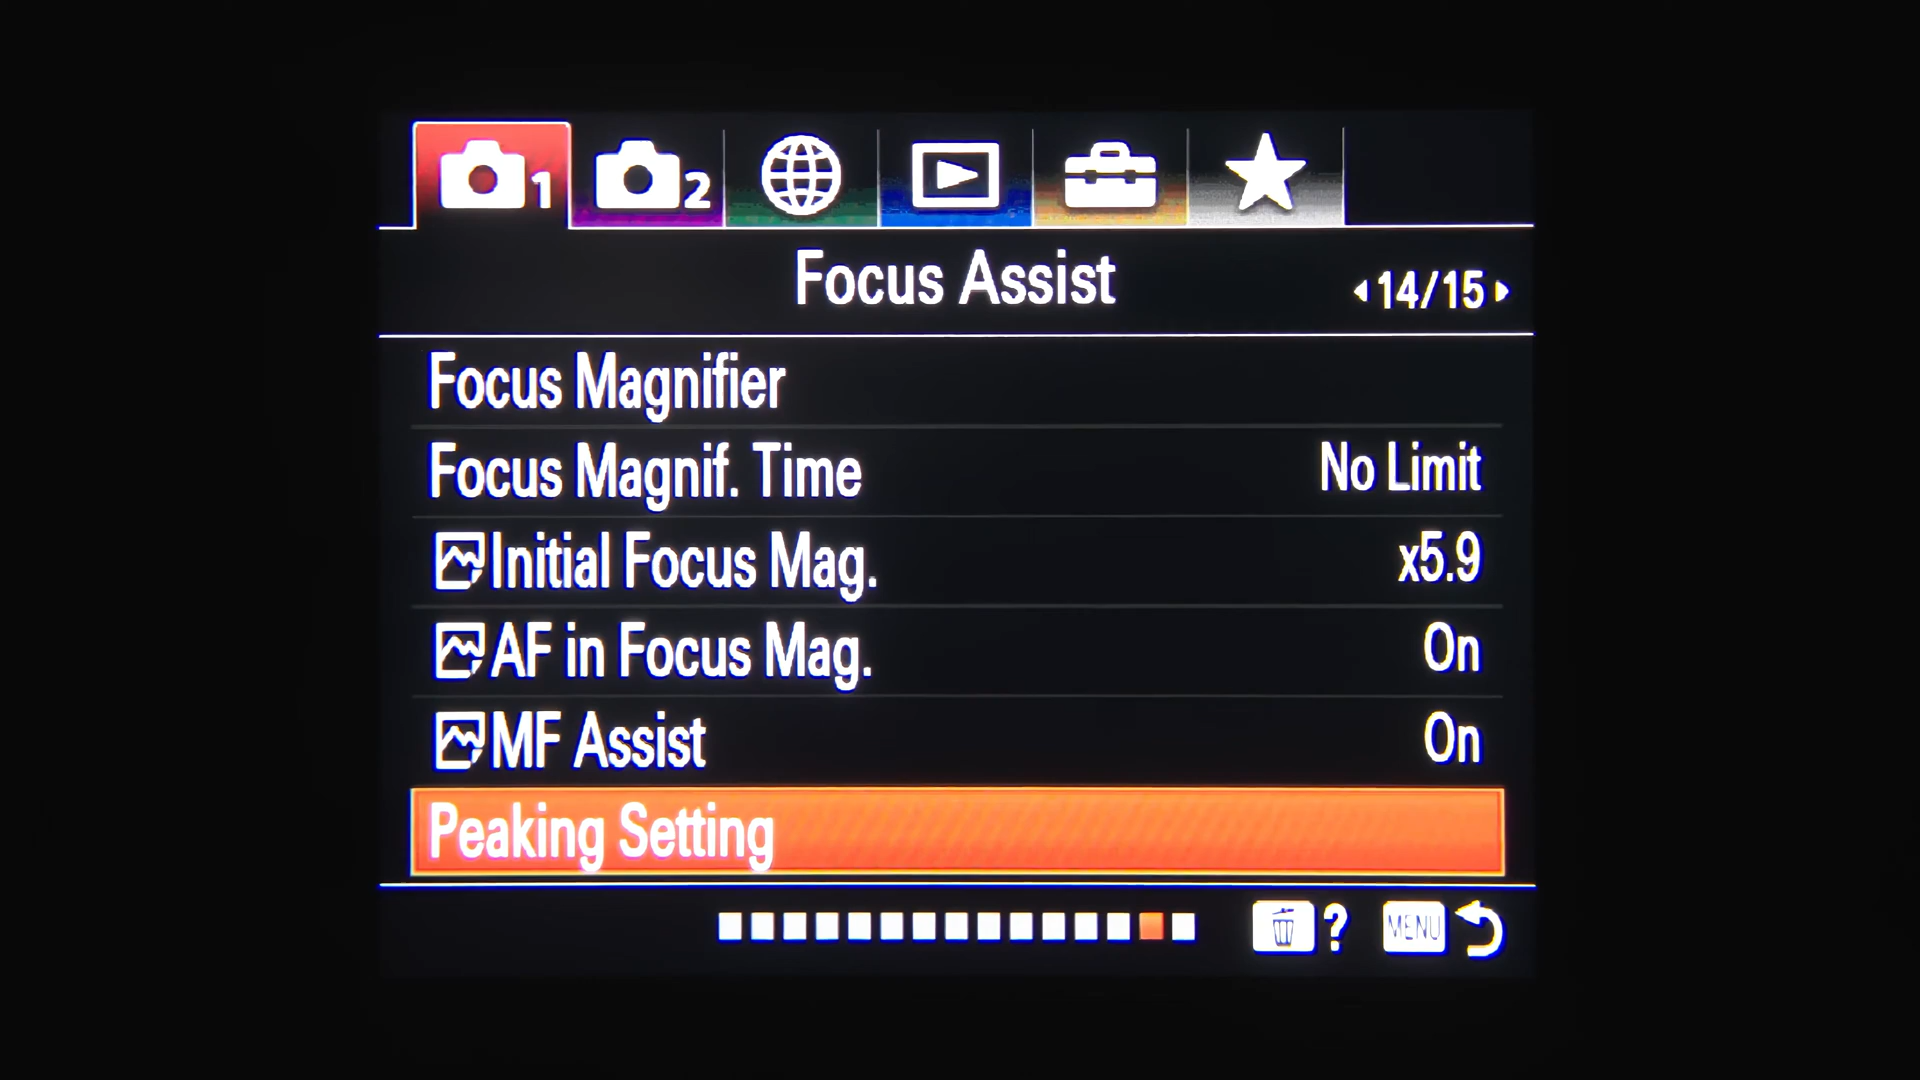 1
2
Focus Assist
14/15
Focus Magnifier
Focus Magnif. Time No Limit
Initial Focus Mag. x5.9
AF in Focus Mag. On
MF Assist On
Peaking Setting
? MENU